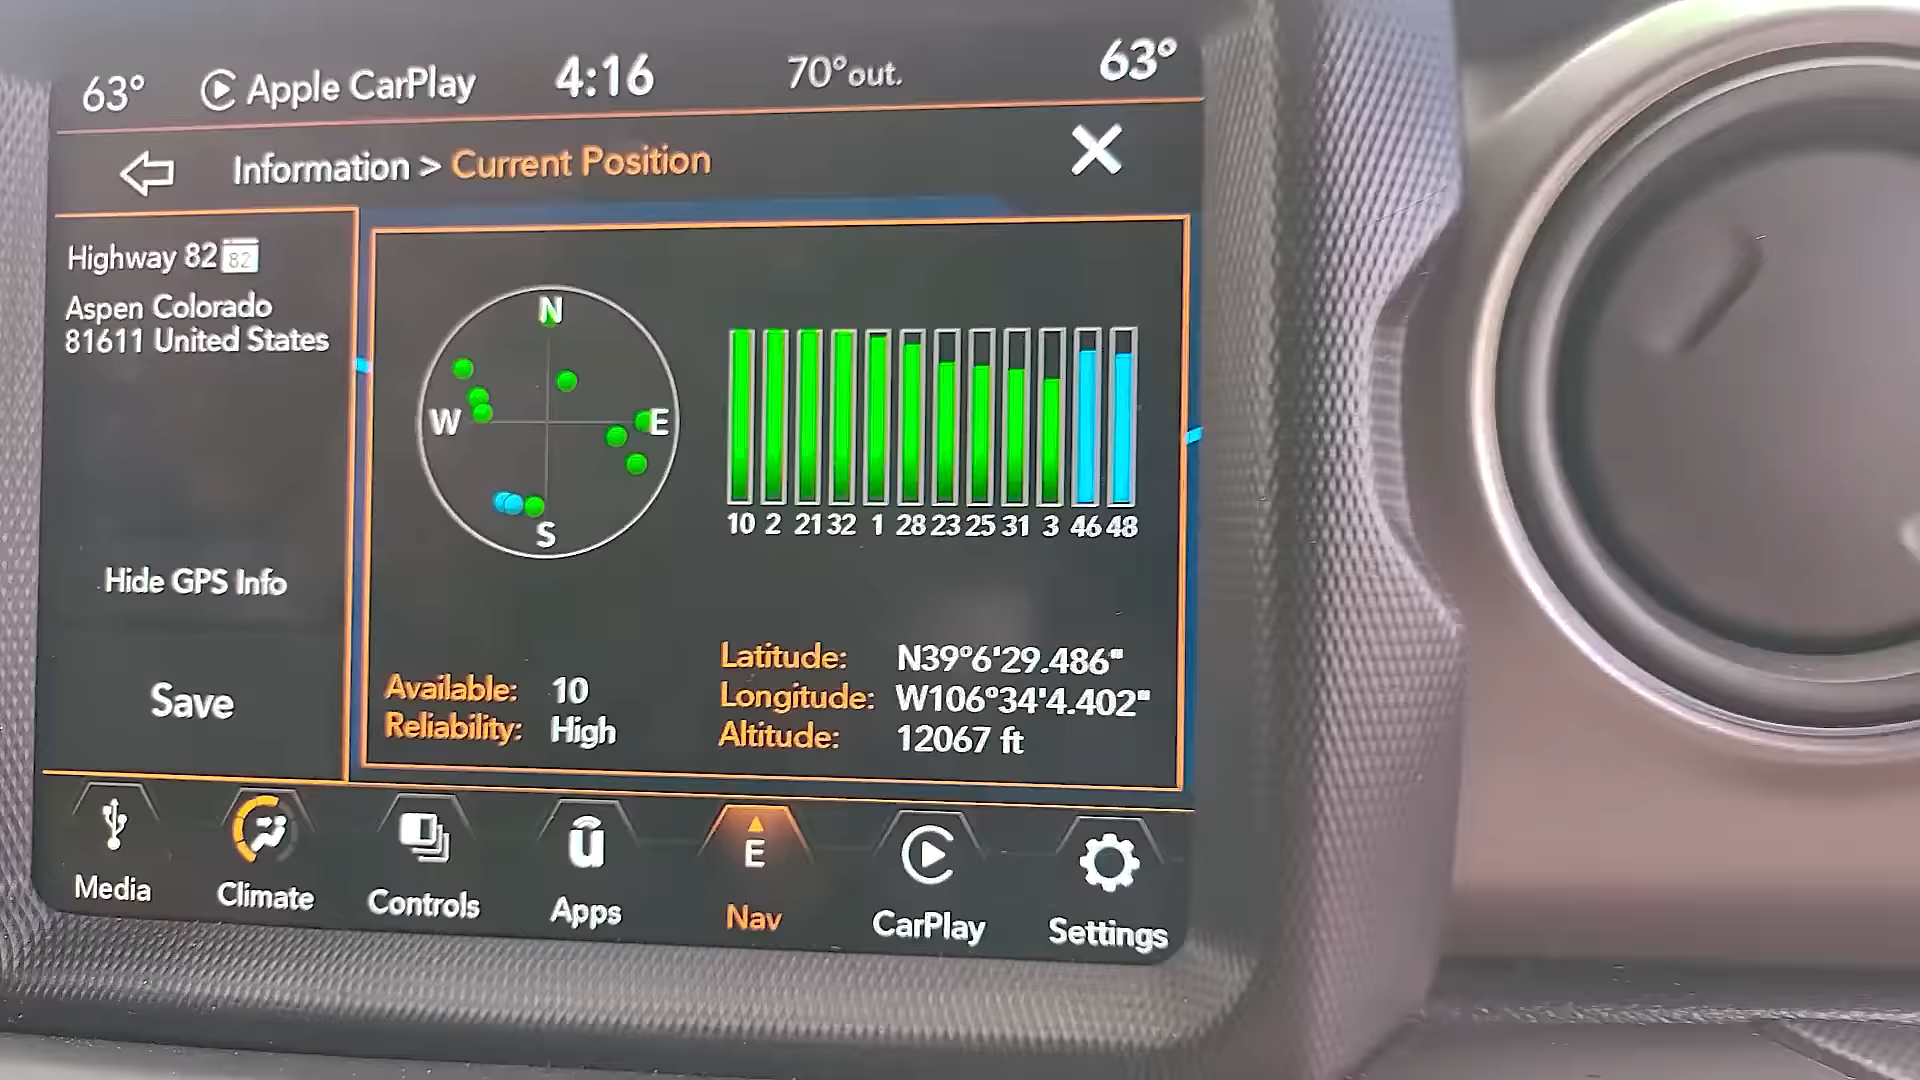 63° Apple CarPlay 4:16 70°out. 63°
Information > Current Position
Highway 82 82
Aspen Colorado
81611 United States
Hide GPS Info
Save
N
W E
S
10 2 21 32 1 28 23 25 31 3 46 48
Available: 10
Reliability: High
Latitude: N39°6'29.486"
Longitude: W106°34'4.402"
Altitude: 12067 ft
E
Media Climate Controls Apps Nav CarPlay Settings